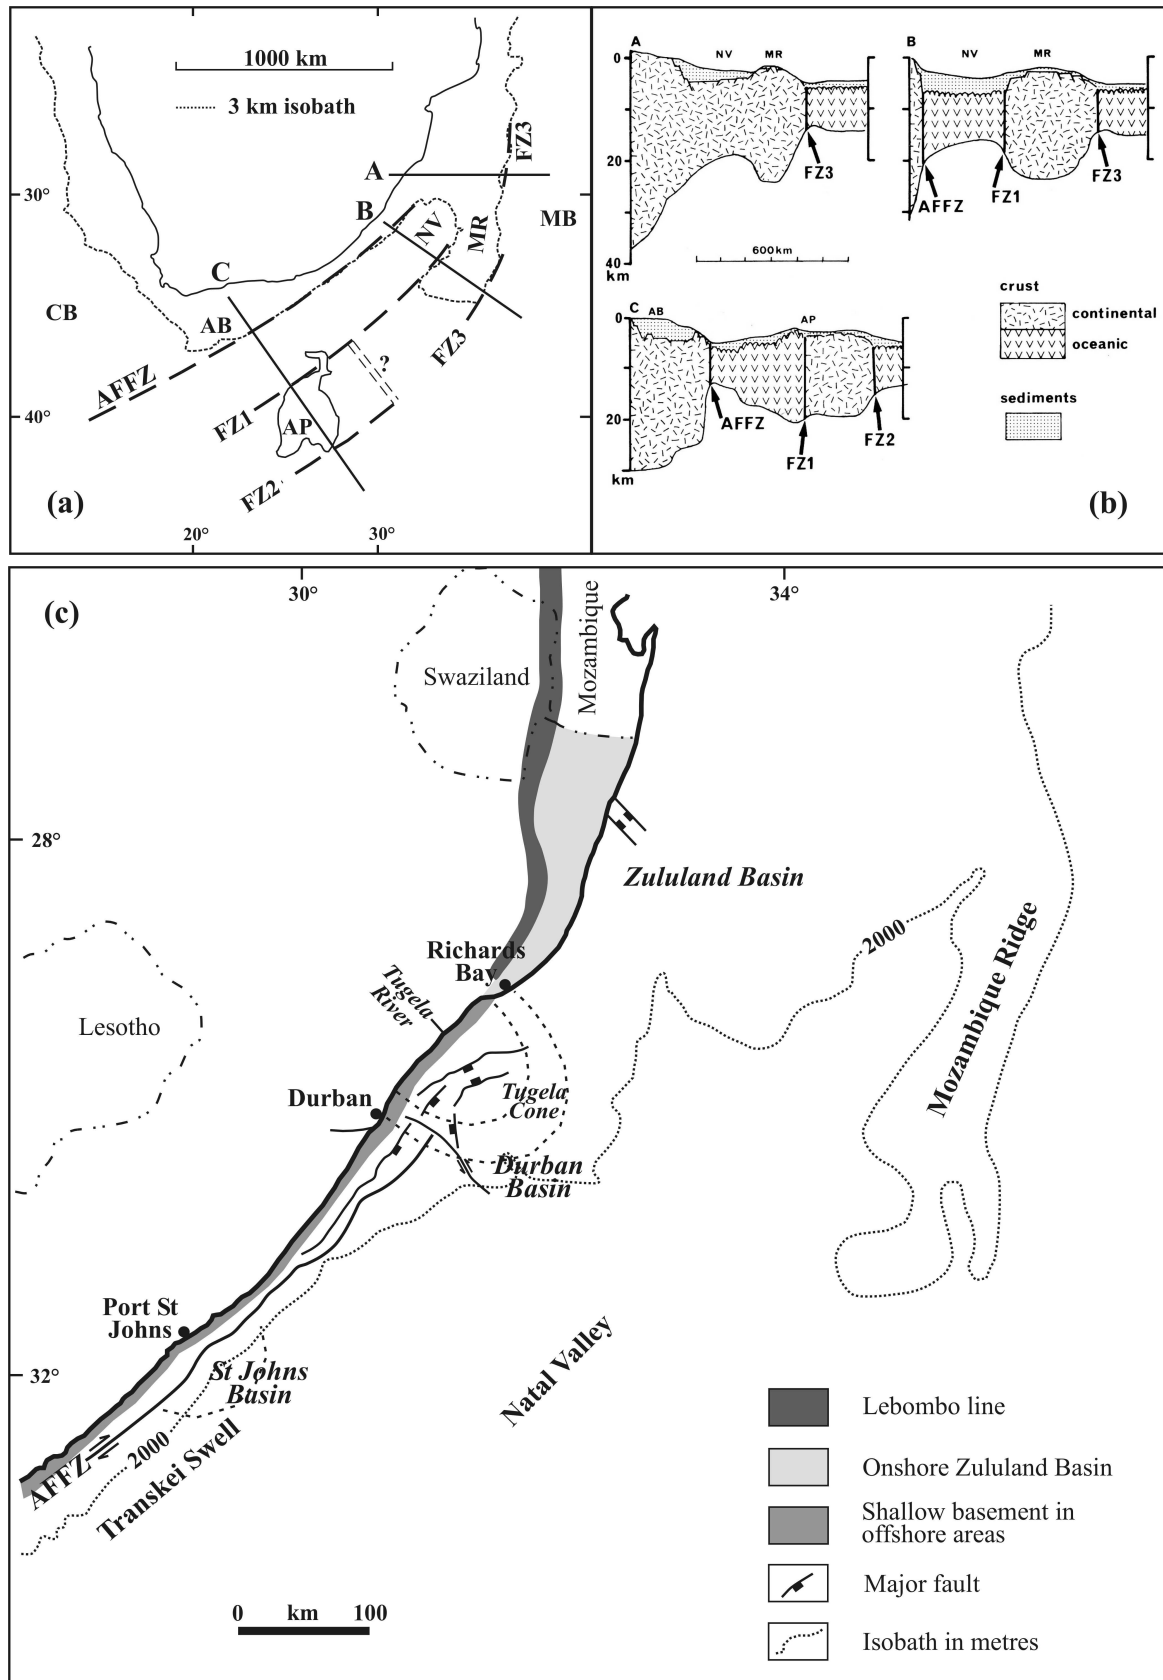 1000 km
3 km isobath
FZ3
A
30°
B
NV
MR
MB
C
CB
AB
AFFZ
FZ3
?
40°
FZ1
AP
FZ2
(a)
20°
30°
A
NV
MR
0
20
40
km
FZ3
B
NV
MR
AFFZ
FZ1
FZ3
600km
C
AB
AP
0
20
km
AFFZ
FZ1
FZ2
crust
continental
oceanic
sediments
(b)
(c)
30°
34°
Swaziland
Mozambique
28°
Zululand Basin
2000
Richards
Bay
Tugela
River
Lesotho
Mozambique Ridge
Durban
Tugela
Cone
Durban
Basin
Port St
Johns
32°
St Johns
Basin
Natal Valley
AFFZ
2000
Transkei Swell
Lebombo line
Onshore Zululand Basin
Shallow basement in
offshore areas
Major fault
Isobath in metres
0 km 100